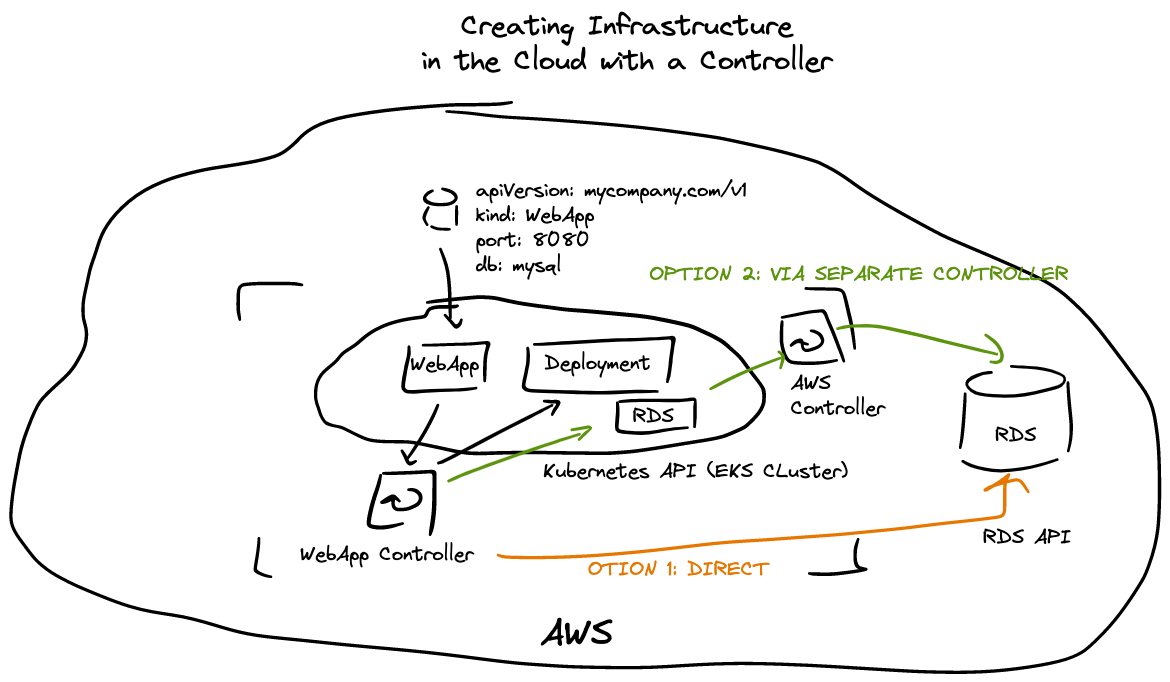 Creating Infrastructure
in the Cloud with a Controller
apiVersion: mycompany.com/v1
kind: WebApp
port: 8080
db: mysql
OPTION 2: VIA SEPARATE CONTROLLER
WebApp
Deployment
RDS
AWS
Controller
RDS
Kubernetes API (EKS CLuster)
WebApp Controller
RDS API
OTION 1: DIRECT
AWS